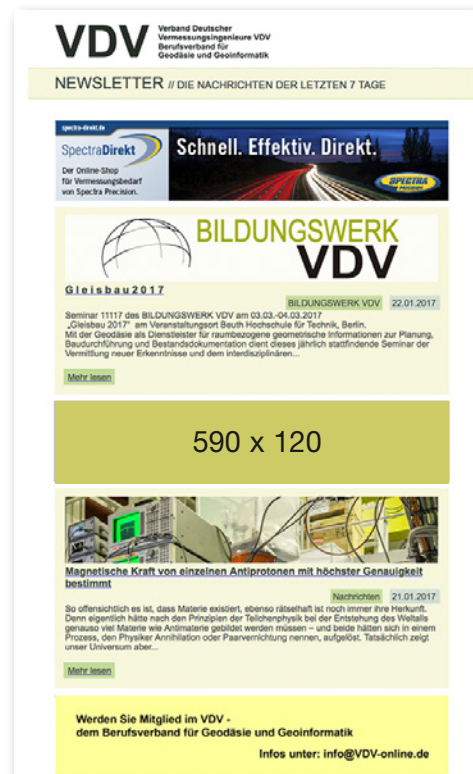 VDV
Verband Deutscher
Vermessungsingenieure VDV
Berufsverband für
Geodäsie und Geoinformatik
NEWSLETTER // DIE NACHRICHTEN DER LETZTEN 7 TAGE
spectra-direkt.de
SpectraDirekt
Der Online-Shop
für Vermessungsbedarf
von Spectra Precision.
Schnell. Effektiv. Direkt.
SPECTRA
PRECISION
BILDUNGSWERK
VDV
Gleisbau2017
BILDUNGSWERK VDV 22.01.2017
Seminar 11117 des BILDUNGSWERK VDV am 03.03.-04.03.2017
„Gleisbau 2017" am Veranstaltungsort Beuth Hochschule für Technik, Berlin.
Mit der Geodäsie als Dienstleister für raumbezogene geometrische Informationen zur Planung,
Baudurchführung und Bestandsdokumentation dient dieses jährlich stattfindende Seminar der
Vermittlung neuer Erkenntnisse und dem interdisziplinären...
Mehr lesen
590 x 120
Magnetische Kraft von einzelnen Antiprotonen mit höchster Genauigkeit
bestimmt
Nachrichten 21.01.2017
So offensichtlich es ist, dass Materie existiert, ebenso rätselhaft ist noch immer ihre Herkunft.
Denn eigentlich hätte nach den Prinzipien der Teilchenphysik bei der Entstehung des Weltalls
genauso viel Materie wie Antimaterie gebildet werden müssen – und beide hätten sich in einem
Prozess, den Physiker Annihilation oder Paarvernichtung nennen, aufgelöst. Tatsächlich zeigt
unser Universum aber...
Mehr lesen
Werden Sie Mitglied im VDV -
dem Berufsverband für Geodäsie und Geoinformatik
Infos unter: info@VDV-online.de